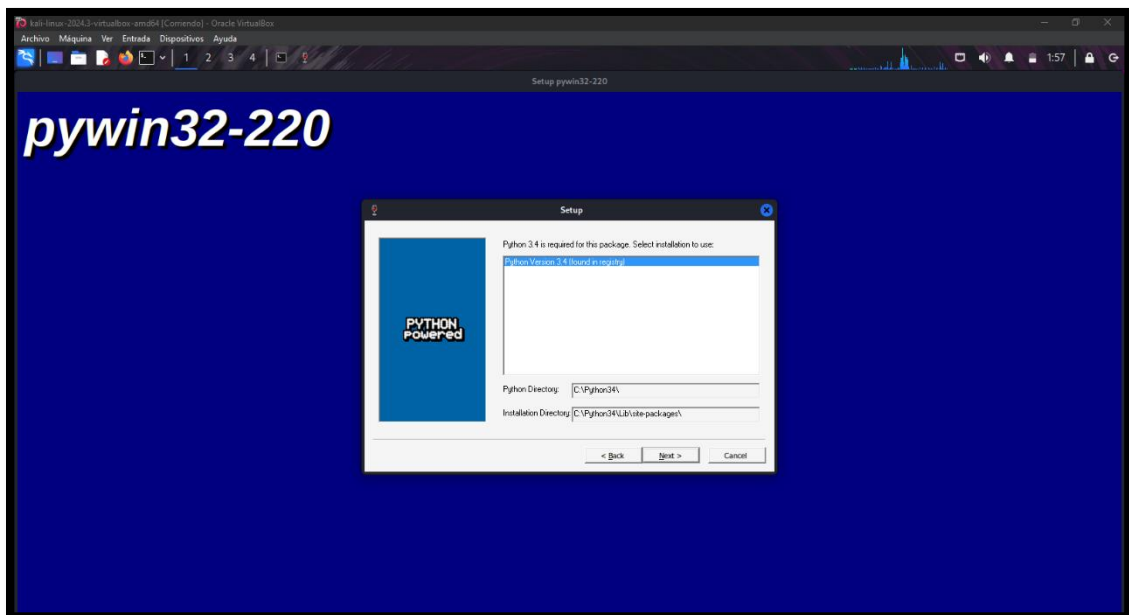 kali-linux-2024.3-virtualbox-amd64 [Corriendo] - Oracle VirtualBox
Archivo Máquina Ver Entrada Dispositivos Ayuda
1 2 3 4 1:57
Setup pywin32-220
pywin32-220
Setup
Python 3.4 is required for this package. Select installation to use:
Python Version 3.4 (found in registry)
PYTHON
powered
Python Directory: C:\Python34\
Installation Directory: C:\Python34\Lib\site-packages\
< Back Next > Cancel